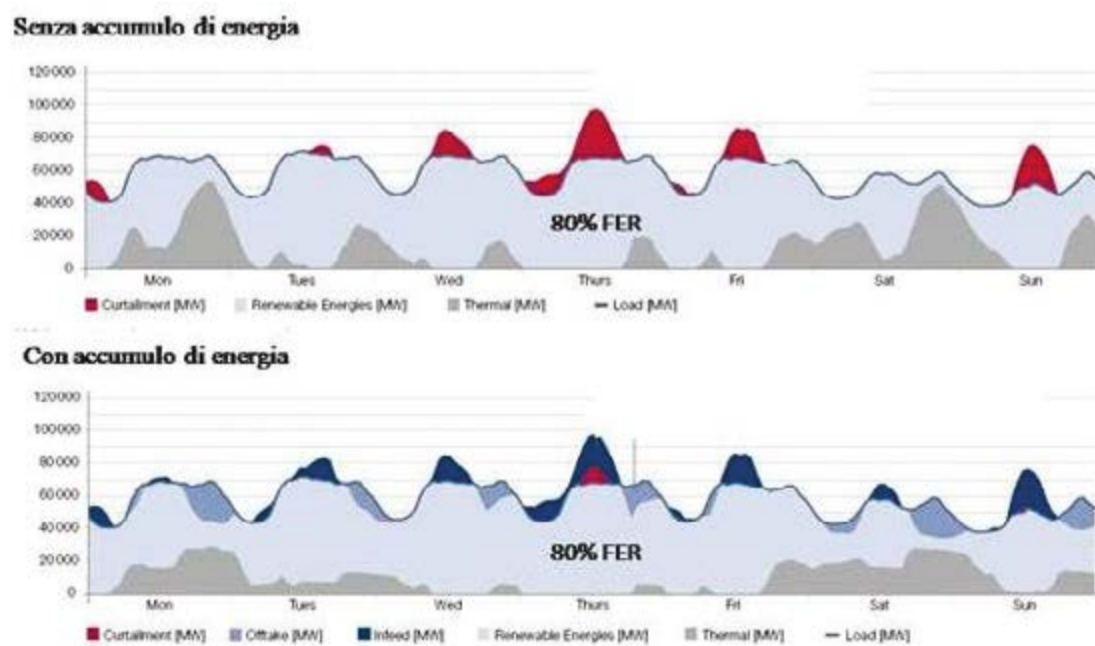 Senza accumulo di energia
120000
100000
80000
60000
40000
20000
0
80% FER
Mon Tues Wed Thurs Fri Sat Sun
Curtailment [MW] Renewable Energies [MW] Thermal [MW] Load [MW]
Con accumulo di energia
120000
100000
80000
60000
40000
20000
0
80% FER
Mon Tues Wed Thurs Fri Sat Sun
Curtailment [MW] Offtake [MW] Infeed [MW] Renewable Energies [MW] Thermal [MW] Load [MW]